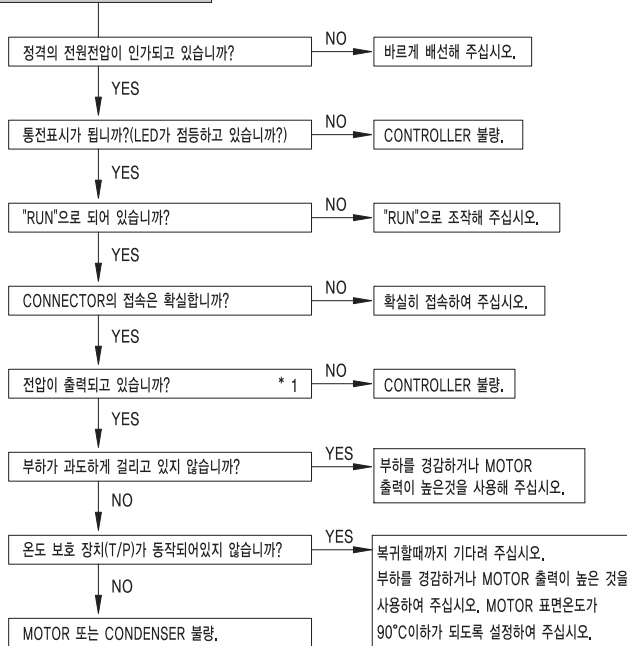 정격의 전원전압이 인가되고 있습니까?
NO
바르게 배선해 주십시오.
YES
통전표시가 됩니까?(LED가 점등하고 있습니까?)
NO
CONTROLLER 불량.
YES
"RUN"으로 되어 있습니까?
NO
"RUN"으로 조작해 주십시오.
YES
CONNECTOR의 접속은 확실합니까?
NO
확실히 접속하여 주십시오.
YES
전압이 출력되고 있습니까? * 1
NO
CONTROLLER 불량.
YES
부하가 과도하게 걸리고 있지 않습니까?
YES
부하를 경감하거나 MOTOR
출력이 높은것을 사용해 주십시오.
NO
온도 보호 장치(T/P)가 동작되어있지 않습니까?
YES
복귀할때까지 기다려 주십시오.
부하를 경감하거나 MOTOR 출력이 높은 것을
사용하여 주십시오. MOTOR 표면온도가
90°C이하가 되도록 설정하여 주십시오.
NO
MOTOR 또는 CONDENSER 불량.